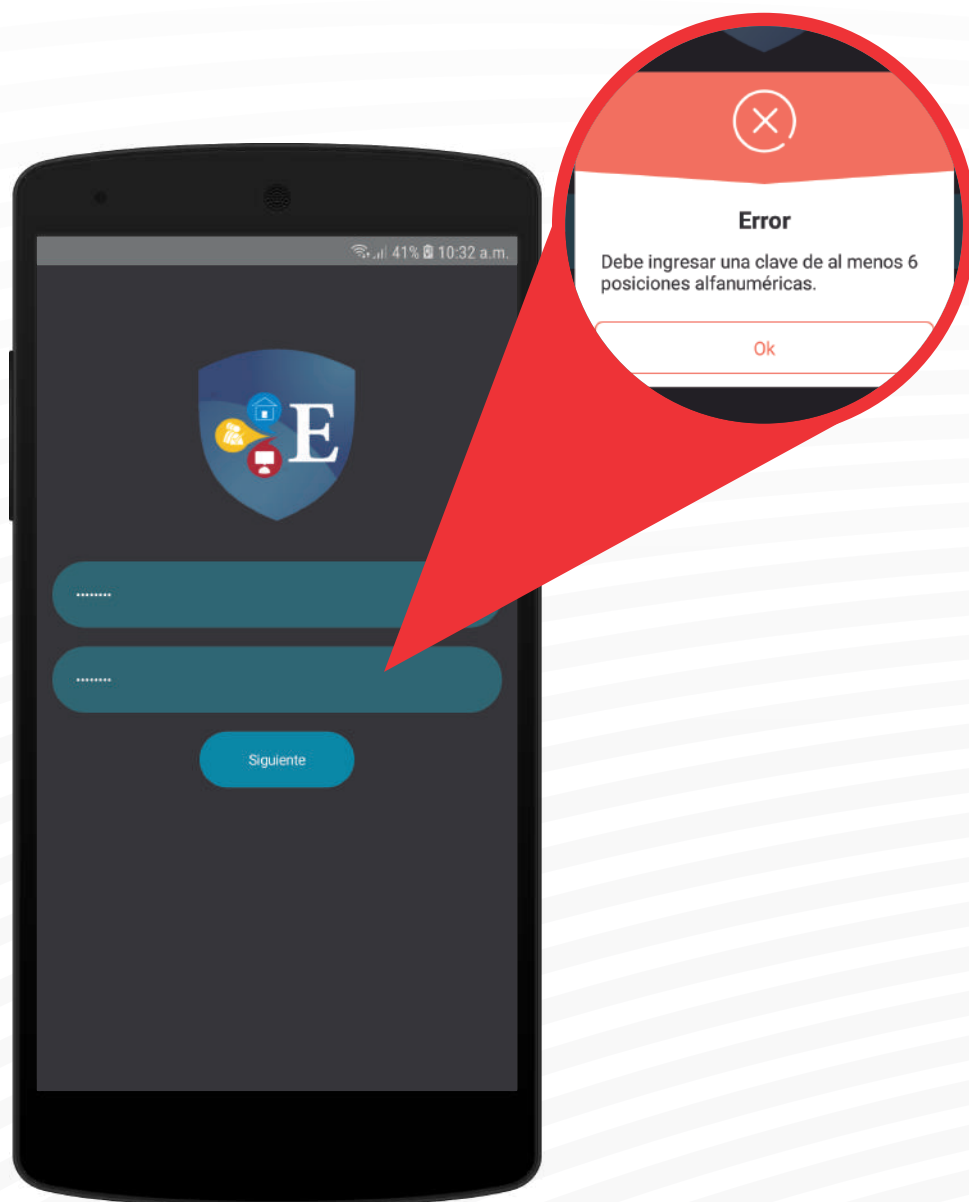 41% 10:32 a.m.
E
········
········
Siguiente
Error
Debe ingresar una clave de al menos 6
posiciones alfanuméricas.
Ok